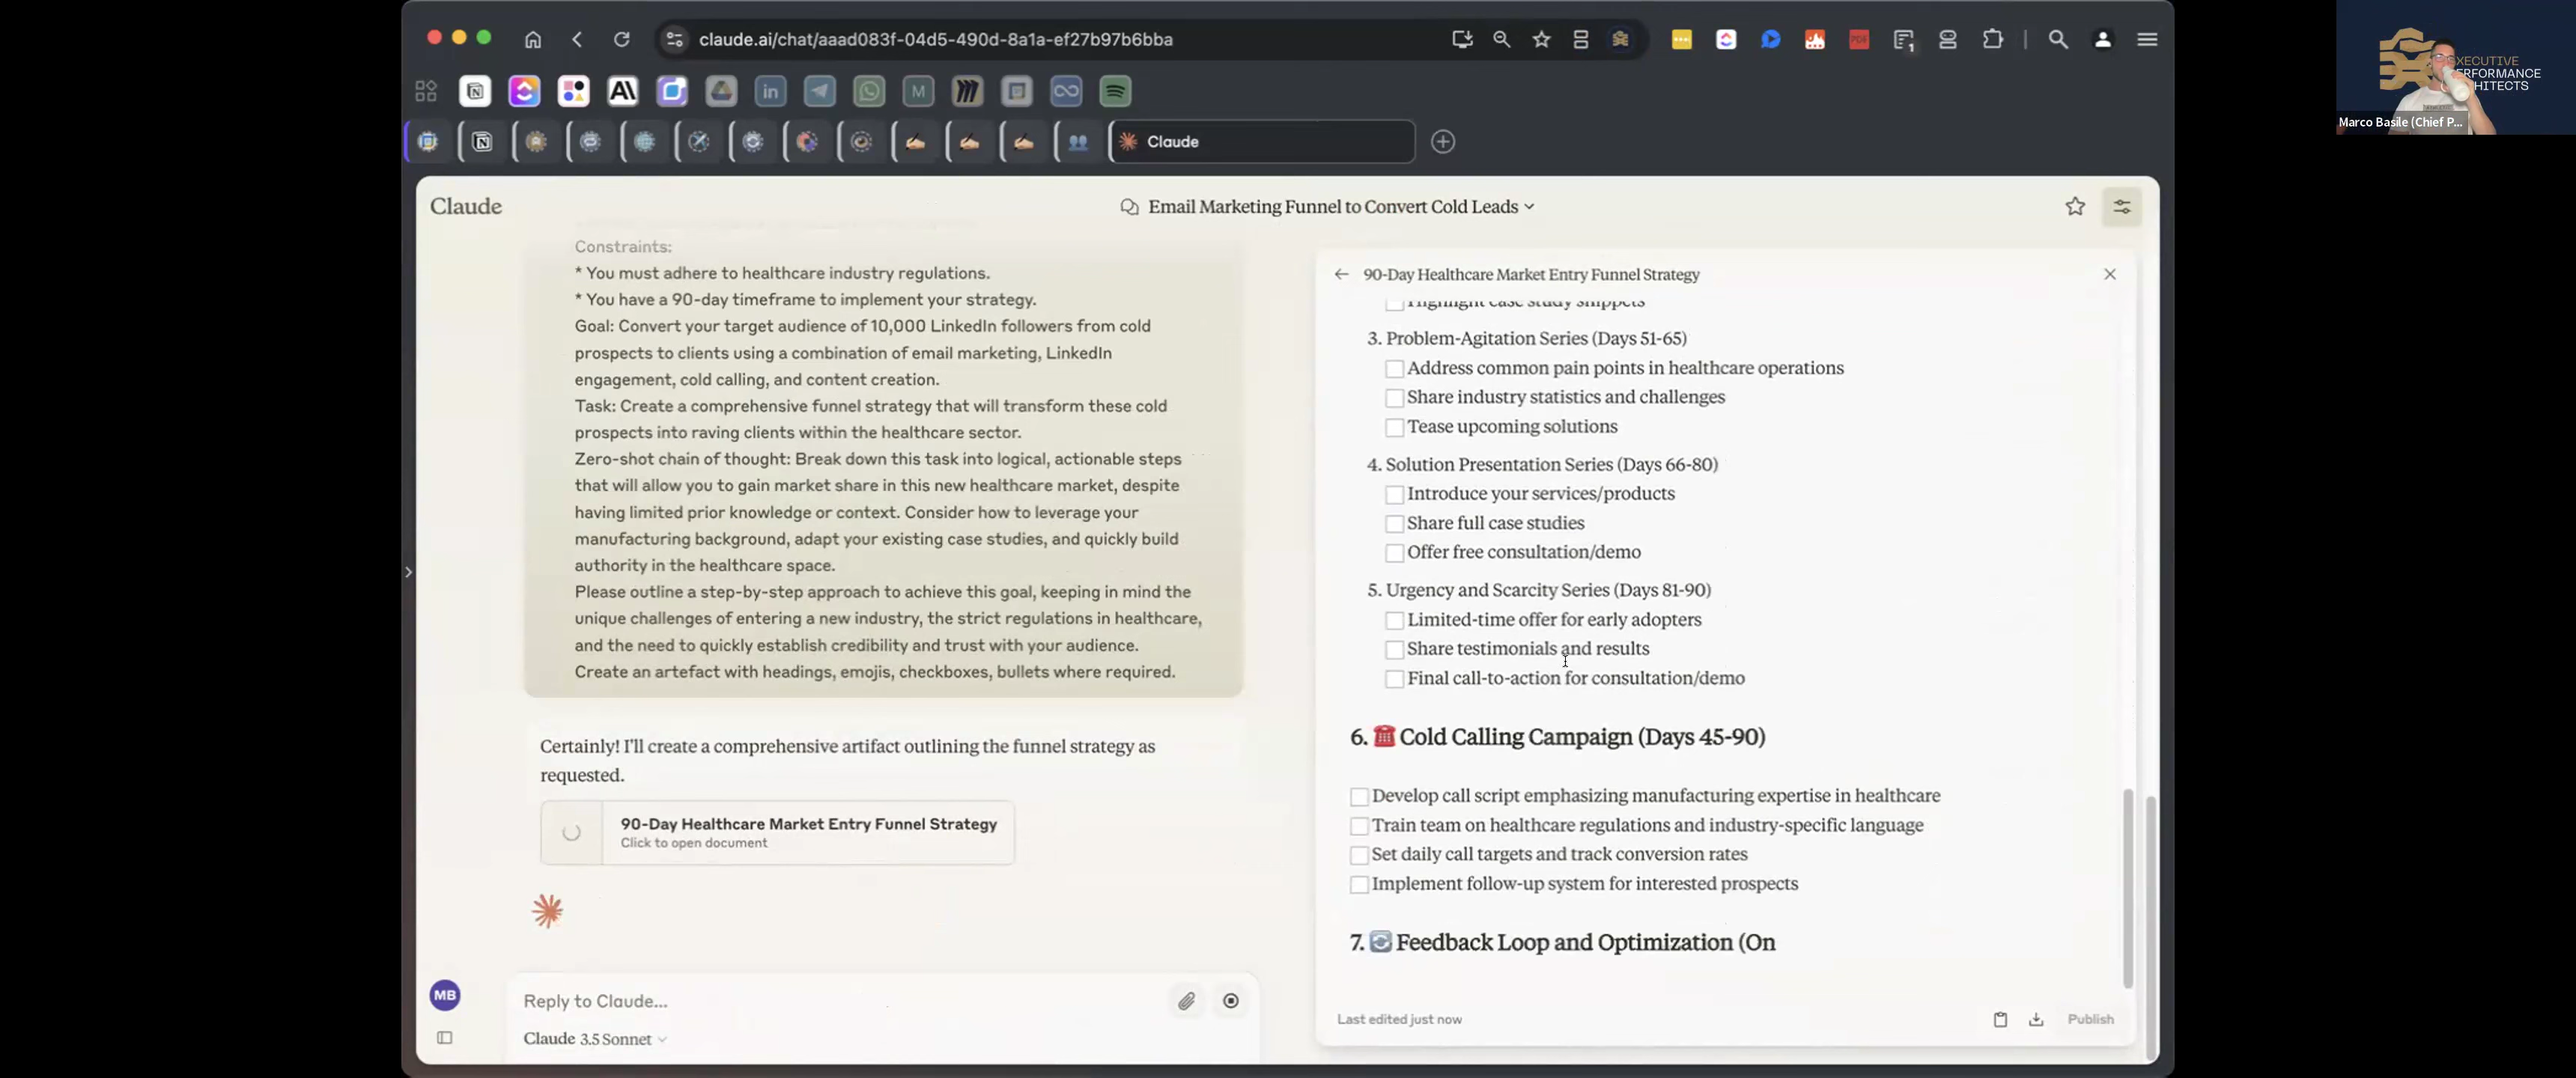 claude.ai/chat/aaad083f-04d5-490d-8a1a-ef27b97b6bba
Claude
Claude
Email Marketing Funnel to Convert Cold Leads
Constraints:
* You must adhere to healthcare industry regulations.
* You have a 90-day timeframe to implement your strategy.
Goal: Convert your target audience of 10,000 LinkedIn followers from cold
prospects to clients using a combination of email marketing, LinkedIn
engagement, cold calling, and content creation.
Task: Create a comprehensive funnel strategy that will transform these cold
prospects into raving clients within the healthcare sector.
Zero-shot chain of thought: Break down this task into logical, actionable steps
that will allow you to gain market share in this new healthcare market, despite
having limited prior knowledge or context. Consider how to leverage your
manufacturing background, adapt your existing case studies, and quickly build
authority in the healthcare space.
Please outline a step-by-step approach to achieve this goal, keeping in mind the
unique challenges of entering a new industry, the strict regulations in healthcare,
and the need to quickly establish credibility and trust with your audience.
Create an artefact with headings, emojis, checkboxes, bullets where required.
Certainly! I'll create a comprehensive artifact outlining the funnel strategy as
requested.
90-Day Healthcare Market Entry Funnel Strategy
Click to open document
MB
Reply to Claude...
Claude 3.5 Sonnet
90-Day Healthcare Market Entry Funnel Strategy
Highlight case study snippets
3. Problem-Agitation Series (Days 51-65)
Address common pain points in healthcare operations
Share industry statistics and challenges
Tease upcoming solutions
4. Solution Presentation Series (Days 66-80)
Introduce your services/products
Share full case studies
Offer free consultation/demo
5. Urgency and Scarcity Series (Days 81-90)
Limited-time offer for early adopters
Share testimonials and results
Final call-to-action for consultation/demo
6. ☎️ Cold Calling Campaign (Days 45-90)
Develop call script emphasizing manufacturing expertise in healthcare
Train team on healthcare regulations and industry-specific language
Set daily call targets and track conversion rates
Implement follow-up system for interested prospects
7. 🔄 Feedback Loop and Optimization (On
Last edited just now
Publish
EXECUTIVE
Marco Basile (Chief P...